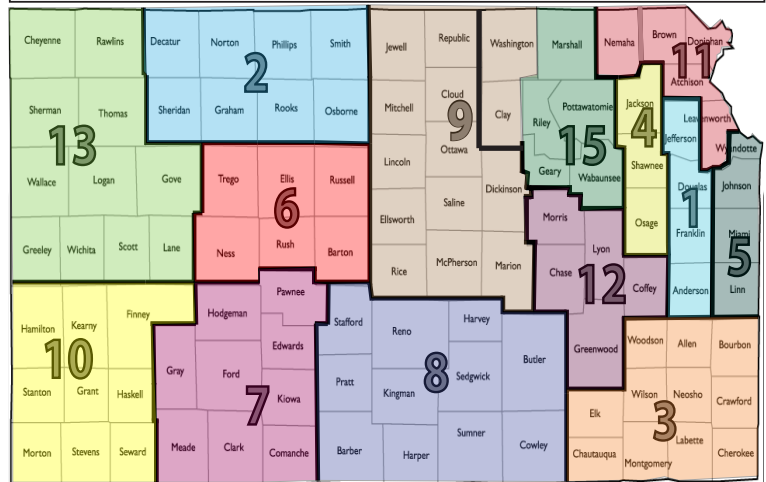 Cheyenne Rawlins Decatur Norton Phillips Smith Jewell Republic Washington Marshall Nemaha Brown Doniphan
2 11
Sherman Thomas Sheridan Graham Rooks Osborne Mitchell Cloud Clay Riley Pottawatomie Jackson Atchison Jefferson Leavenworth Wyandotte
13 9 15 4
Wallace Logan Gove Trego Ellis Russell Lincoln Ottawa Dickinson Geary Wabaunsee Shawnee Douglas Johnson
6 1
Greeley Wichita Scott Lane Ness Rush Barton Ellsworth Saline Morris Lyon Osage Franklin Miami
5
Rice McPherson Marion Chase Coffey Anderson Linn
12
Hamilton Kearny Finney Hodgeman Pawnee Stafford Reno Harvey Butler Greenwood Woodson Allen Bourbon
10 8
Stanton Grant Haskell Gray Ford Edwards Kiowa Pratt Kingman Sedgwick Elk Wilson Neosho Crawford
7 3
Morton Stevens Seward Meade Clark Comanche Barber Harper Sumner Cowley Chautauqua Montgomery Labette Cherokee